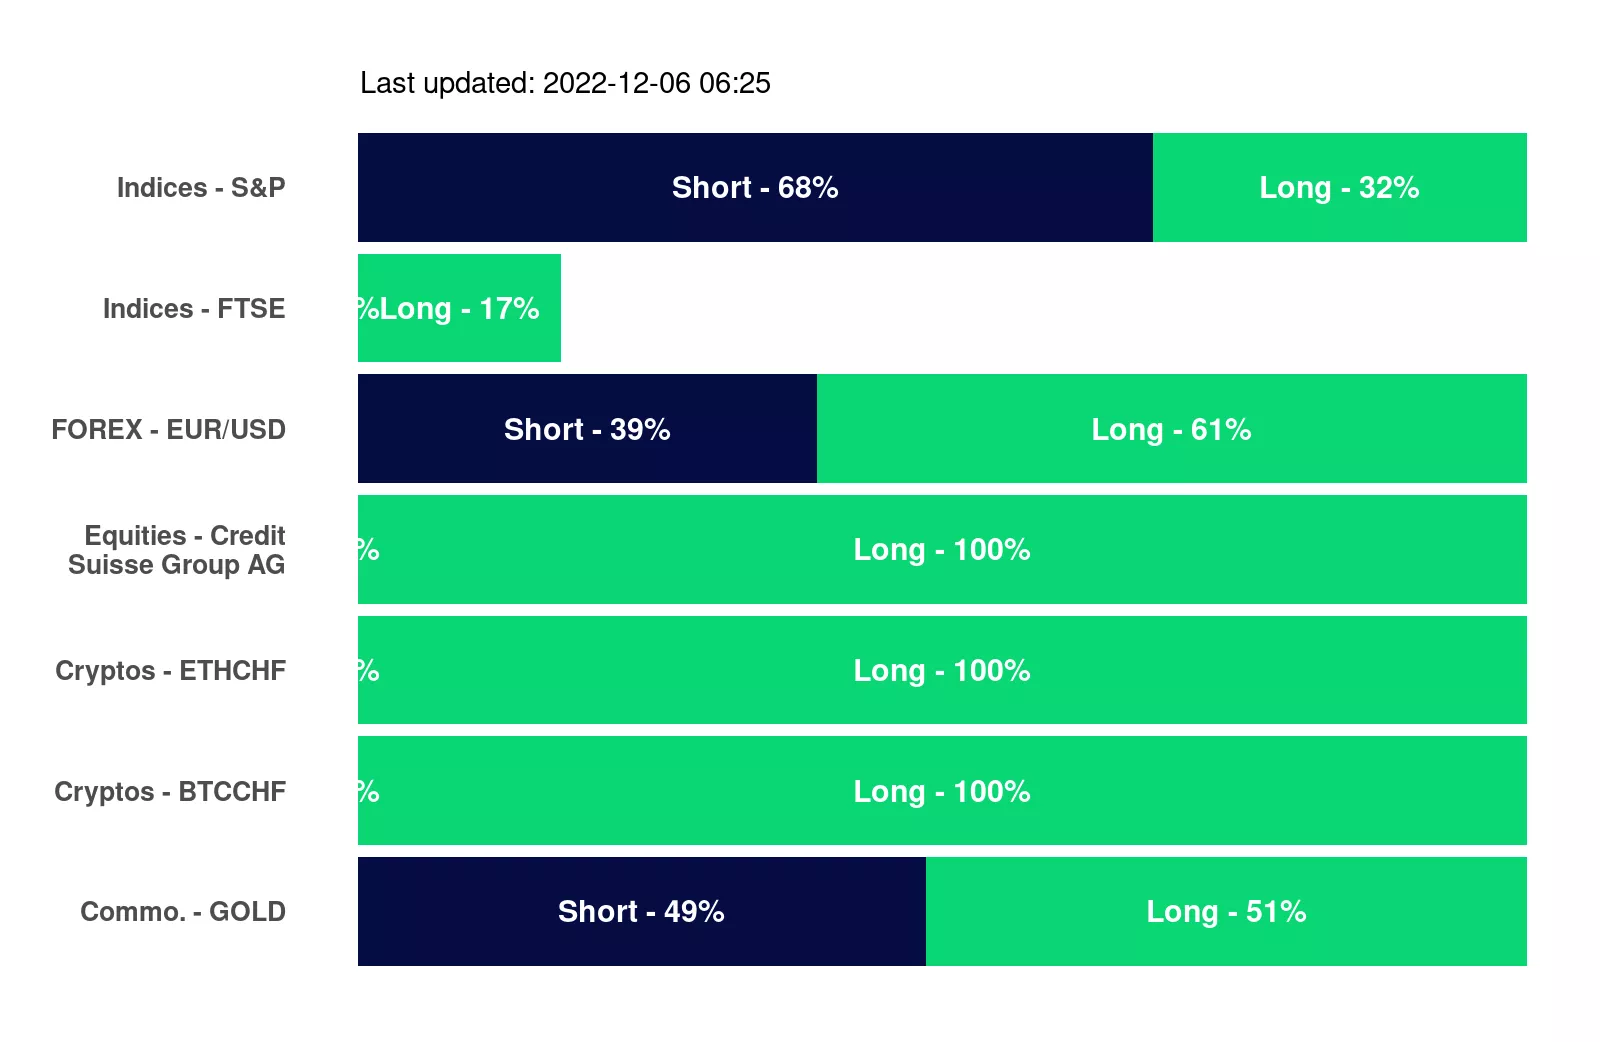 Last updated: 2022-12-06 06:25
Indices - S&P
Short - 68%
Long - 32%
Indices - FTSE
%
Long - 17%
FOREX - EUR/USD
Short - 39%
Long - 61%
Equities - Credit
Suisse Group AG
%
Long - 100%
Cryptos - ETHCHF
%
Long - 100%
Cryptos - BTCCHF
%
Long - 100%
Commo. - GOLD
Short - 49%
Long - 51%